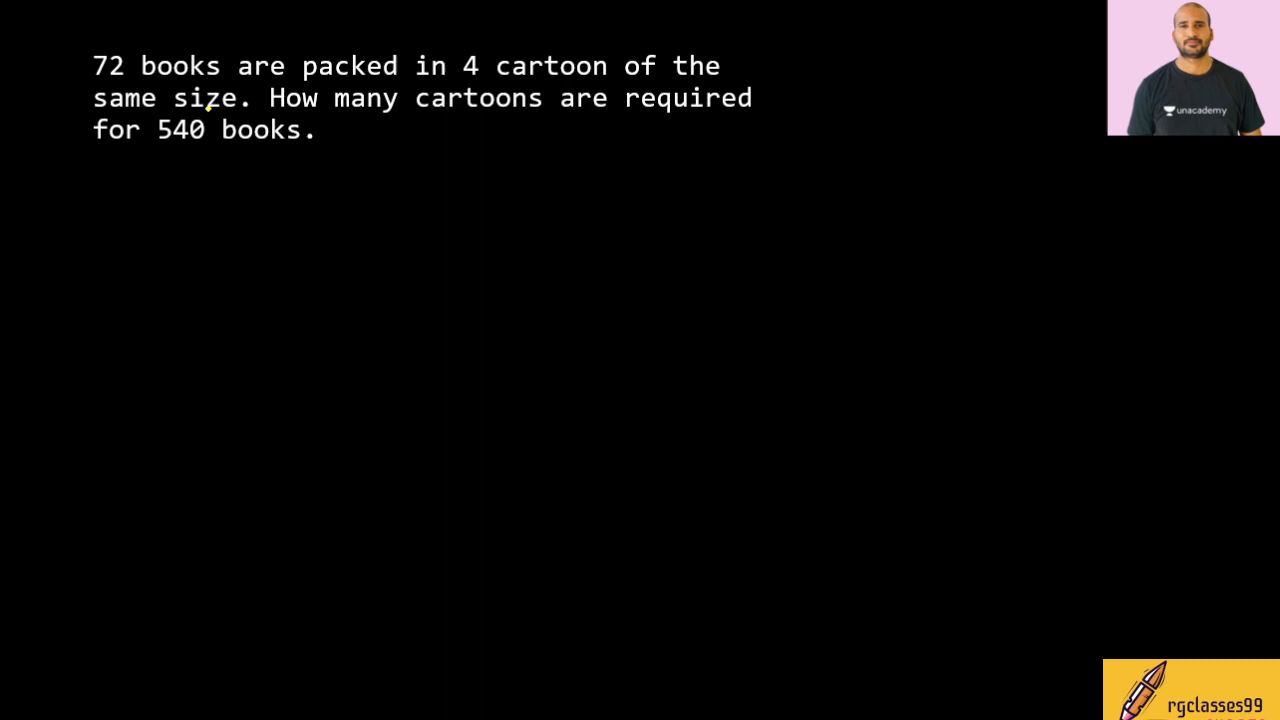 72 books are packed in 4 cartoon of the
same size. How many cartoons are required
for 540 books.
unacademy
rgclasses99